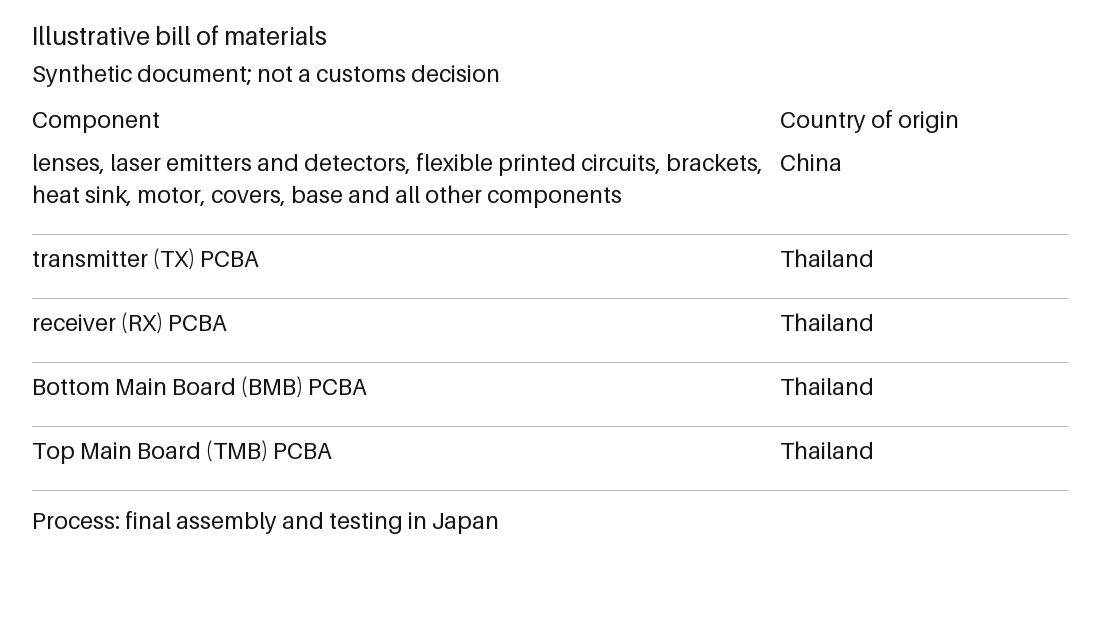 Illustrative bill of materials
Synthetic document; not a customs decision
Component Country of origin
lenses, laser emitters and detectors, flexible printed circuits, brackets, China
heat sink, motor, covers, base and all other components
transmitter (TX) PCBA Thailand
receiver (RX) PCBA Thailand
Bottom Main Board (BMB) PCBA Thailand
Top Main Board (TMB) PCBA Thailand
Process: final assembly and testing in Japan